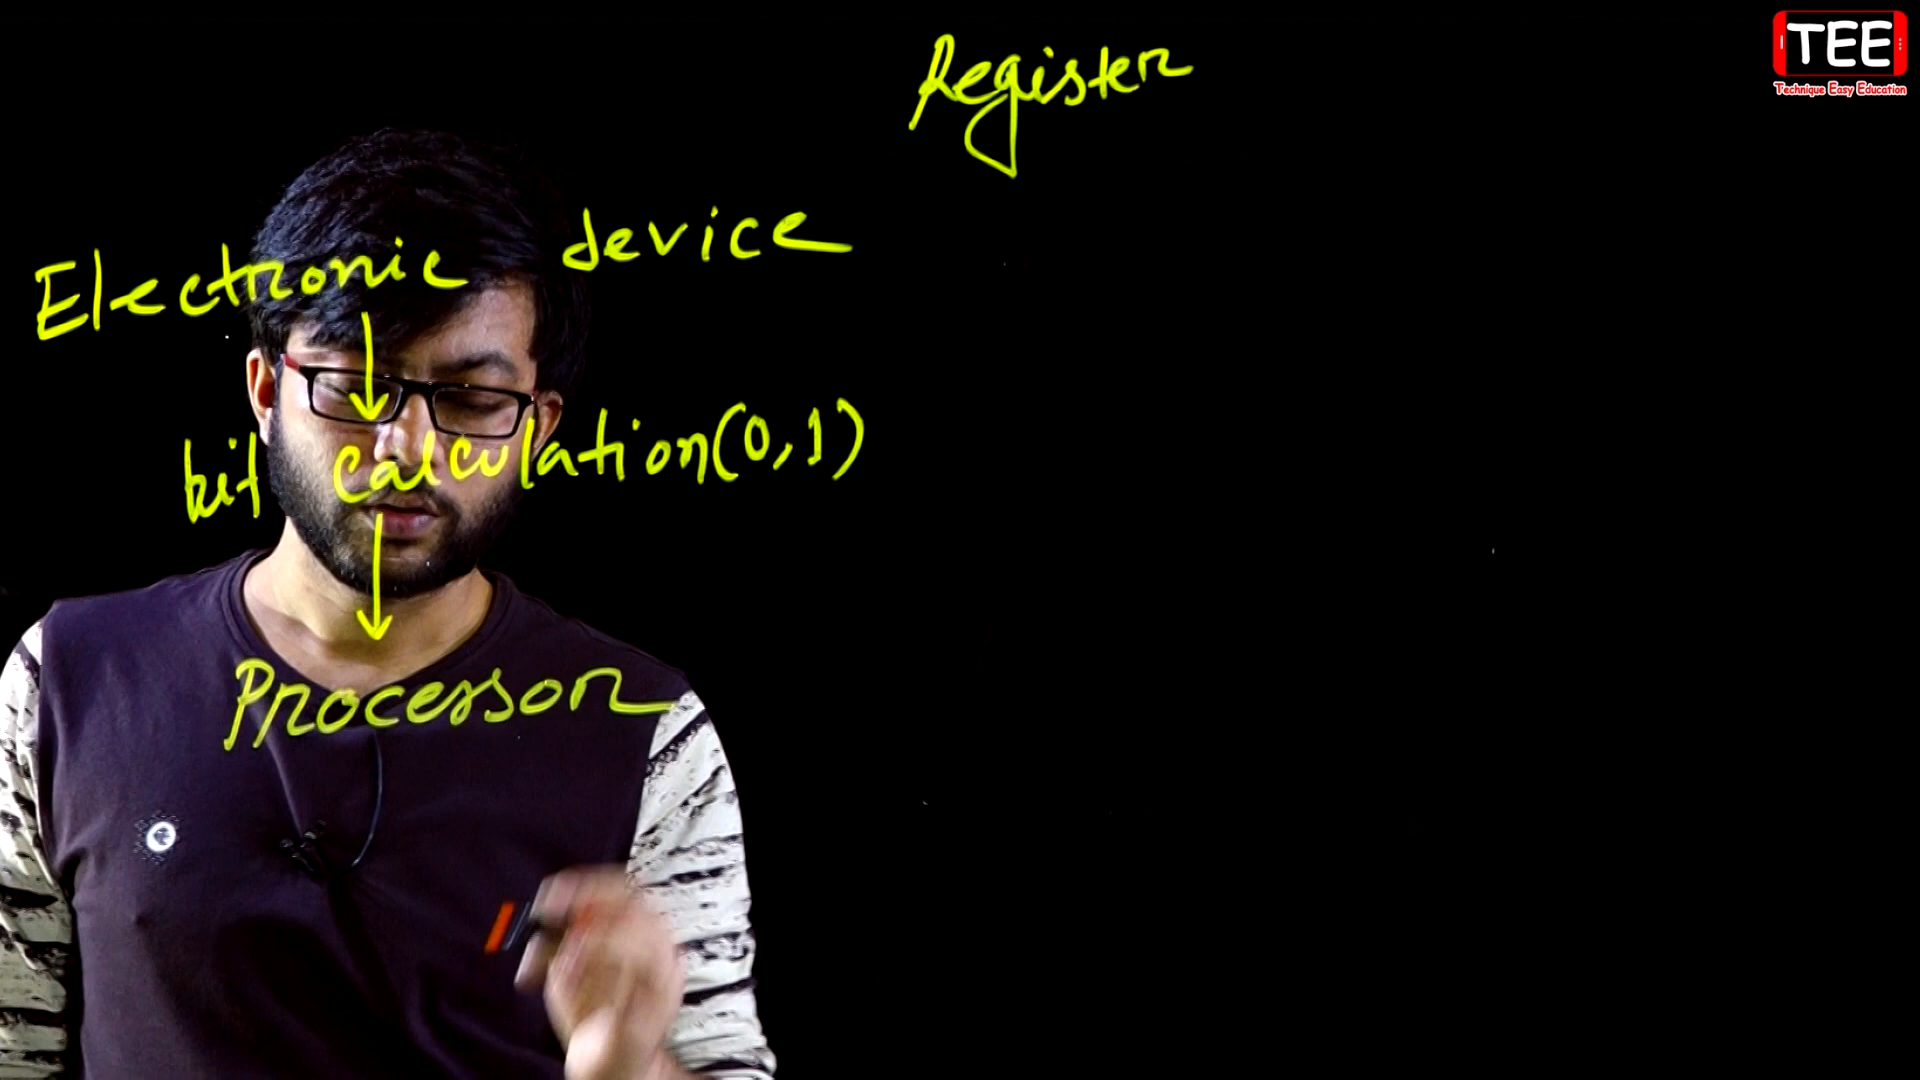 Register
TEE
Technique Easy Education
Electronic device
bit calculation(0,1)
Processor